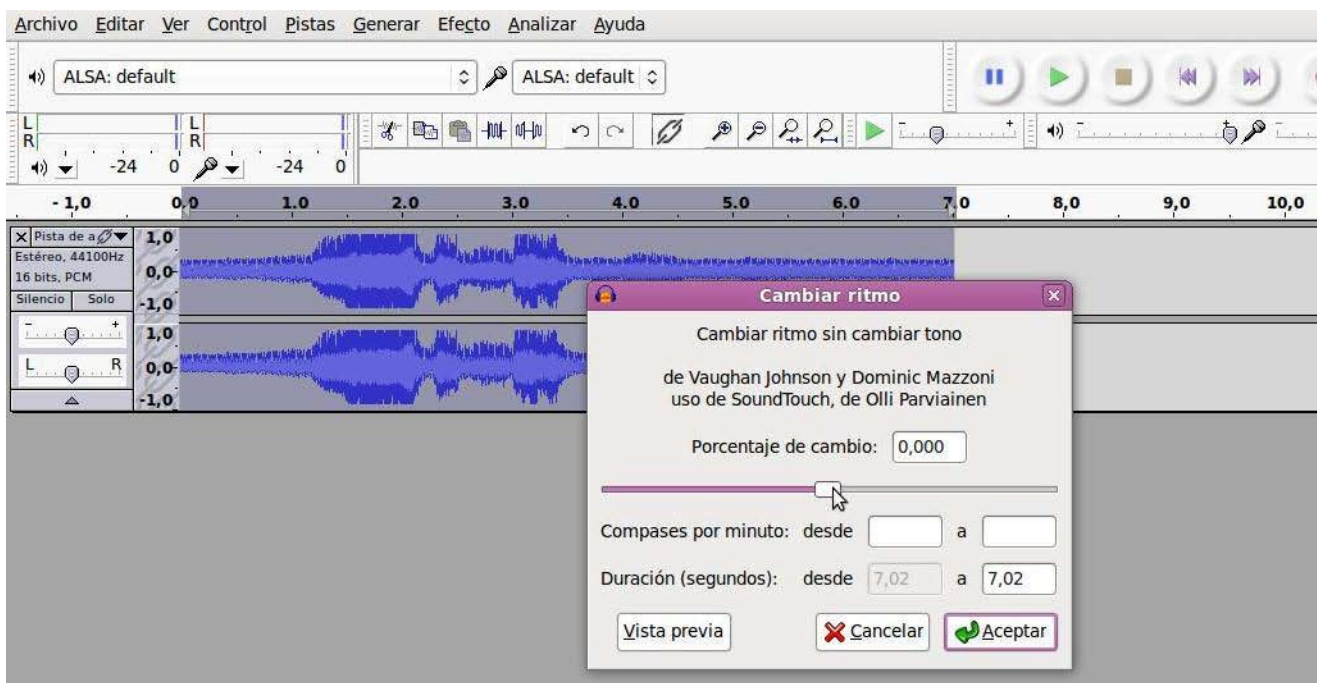 Archivo Editar Ver Control Pistas Generar Efecto Analizar Ayuda
ALSA: default ALSA: default
L L
R R
-24 0 -24 0
- 1,0 0,0 1.0 2.0 3.0 4.0 5.0 6.0 7,0 8,0 9,0 10,0
X Pista de a
Estéreo, 44100Hz
16 bits, PCM
Silencio Solo
- +
L R
1,0
0,0
-1,0
1,0
0,0
-1,0
Cambiar ritmo
Cambiar ritmo sin cambiar tono
de Vaughan Johnson y Dominic Mazzoni
uso de SoundTouch, de Olli Parviainen
Porcentaje de cambio: 0,000
Compases por minuto: desde a
Duración (segundos): desde 7,02 a 7,02
Vista previa Cancelar Aceptar